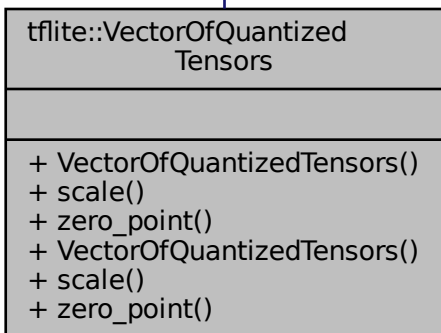 tflite::VectorOfQuantized
Tensors
+ VectorOfQuantizedTensors()
+ scale()
+ zero_point()
+ VectorOfQuantizedTensors()
+ scale()
+ zero_point()